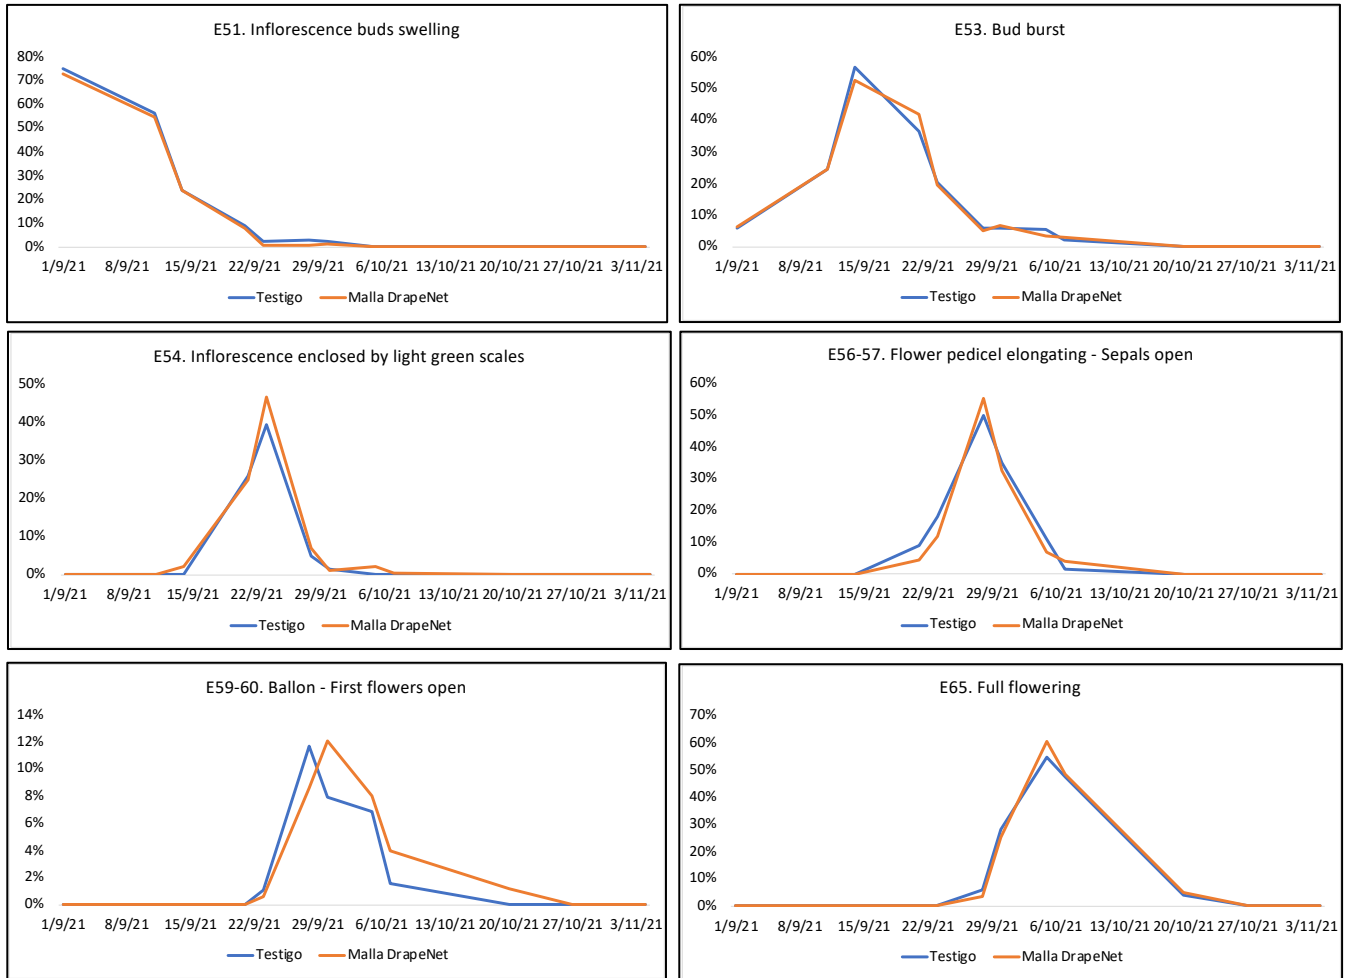 E51. Inflorescence buds swelling
80%
70%
60%
50%
40%
30%
20%
10%
0%
1/9/21 8/9/21 15/9/21 22/9/21 29/9/21 6/10/21 13/10/21 20/10/21 27/10/21 3/11/21
Testigo Malla DrapeNet
E53. Bud burst
60%
50%
40%
30%
20%
10%
0%
1/9/21 8/9/21 15/9/21 22/9/21 29/9/21 6/10/21 13/10/21 20/10/21 27/10/21 3/11/21
Testigo Malla DrapeNet
E54. Inflorescence enclosed by light green scales
50%
40%
30%
20%
10%
0%
1/9/21 8/9/21 15/9/21 22/9/21 29/9/21 6/10/21 13/10/21 20/10/21 27/10/21 3/11/21
Testigo Malla DrapeNet
E56-57. Flower pedicel elongating - Sepals open
60%
50%
40%
30%
20%
10%
0%
1/9/21 8/9/21 15/9/21 22/9/21 29/9/21 6/10/21 13/10/21 20/10/21 27/10/21 3/11/21
Testigo Malla DrapeNet
E59-60. Ballon - First flowers open
14%
12%
10%
8%
6%
4%
2%
0%
1/9/21 8/9/21 15/9/21 22/9/21 29/9/21 6/10/21 13/10/21 20/10/21 27/10/21 3/11/21
Testigo Malla DrapeNet
E65. Full flowering
70%
60%
50%
40%
30%
20%
10%
0%
1/9/21 8/9/21 15/9/21 22/9/21 29/9/21 6/10/21 13/10/21 20/10/21 27/10/21 3/11/21
Testigo Malla DrapeNet